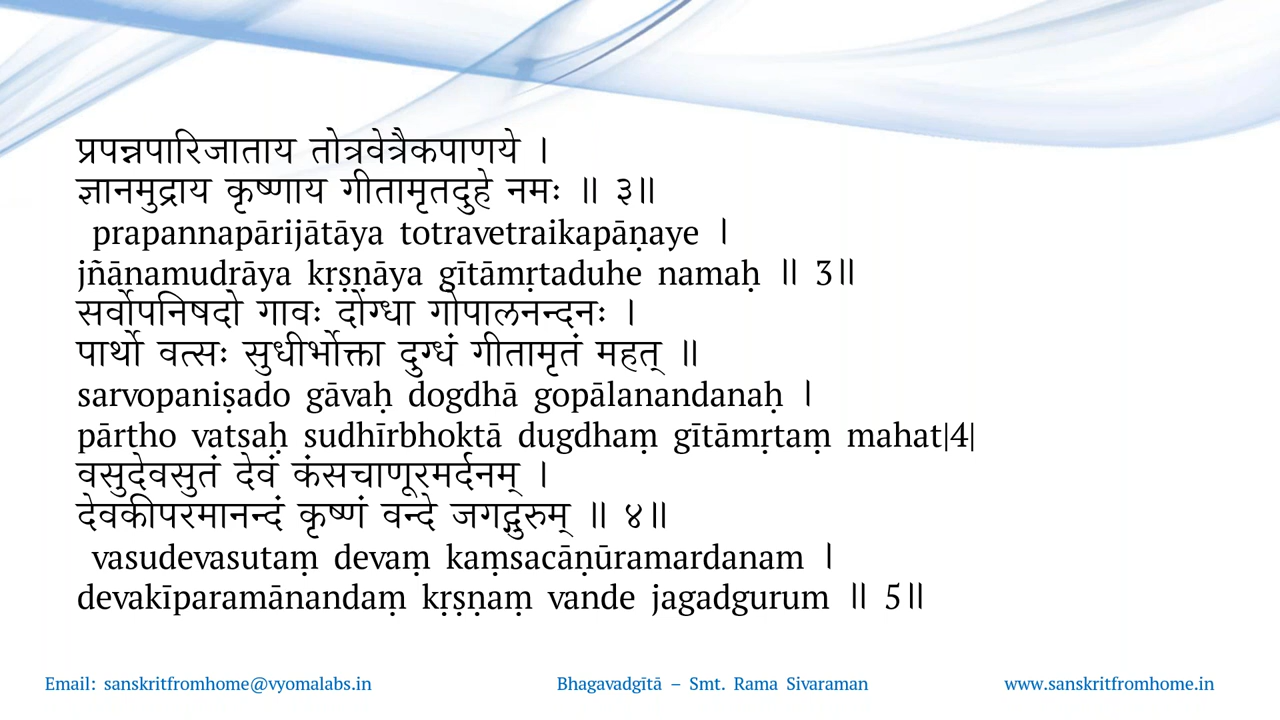 प्रपन्नपारिजाताय तोत्रवेत्रैकपाणये ।
ज्ञानमुद्राय कृष्णाय गीतामृतदुहे नमः ॥ ३॥
prapannapārijātāya totravetraikapāṇaye ।
jñānamudrāya kṛṣṇāya gītāmṛtaduhe namaḥ ॥ 3॥
सर्वोपनिषदो गावः दोग्धा गोपालनन्दनः ।
पार्थो वत्सः सुधीर्भोक्ता दुग्धं गीतामृतं महत् ॥
sarvopaniṣado gāvaḥ dogdhā gopālanandanaḥ ।
pārtho vatsaḥ sudhīrbhoktā dugdhaṃ gītāmṛtaṃ mahat|4|
वसुदेवसुतं देवं कंसचाणूरमर्दनम् ।
देवकीपरमानन्दं कृष्णं वन्दे जगद्गुरुम् ॥ ४॥
vasudevasutaṃ devaṃ kaṃsacāṇūramardanam ।
devakīparamānandaṃ kṛṣṇaṃ vande jagadgurum ॥ 5॥
Email: sanskritfromhome@vyomalabs.in Bhagavadgītā – Smt. Rama Sivaraman www.sanskritfromhome.in